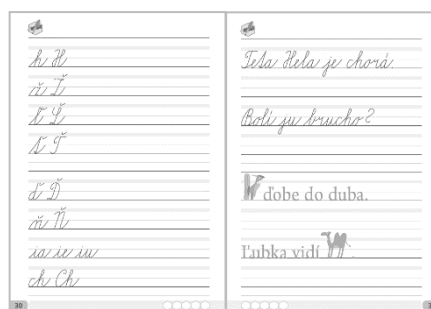 h H
ľ Ľ
ť Ť
ď Ď
ň Ň
ia ie iu
ch Ch
30
Teta Hela je chorá.
Bolí ju brucho?
ďobe do duba.
Ľubka vidí .